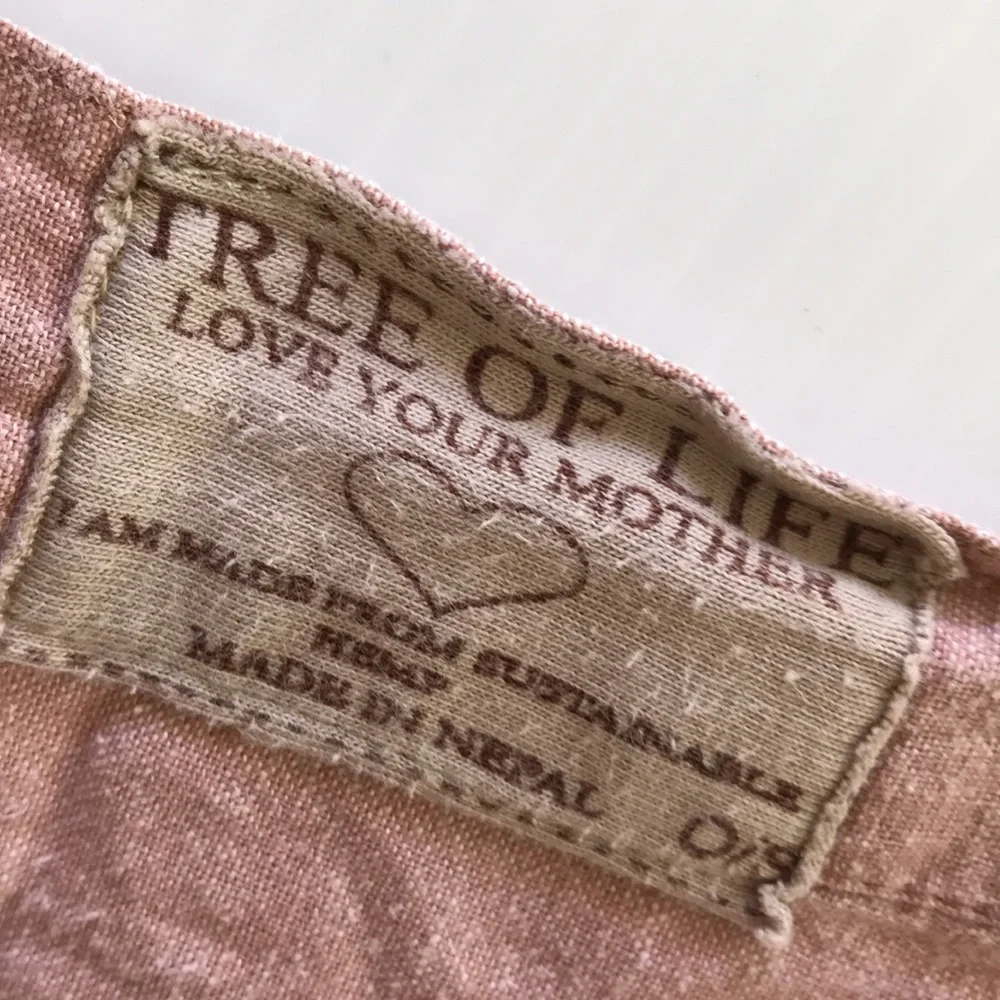 TREE OF LIFE
LOVE YOUR MOTHER
I AM MADE FROM SUSTAINABLE
HEMP
MADE IN NEPAL
O/S